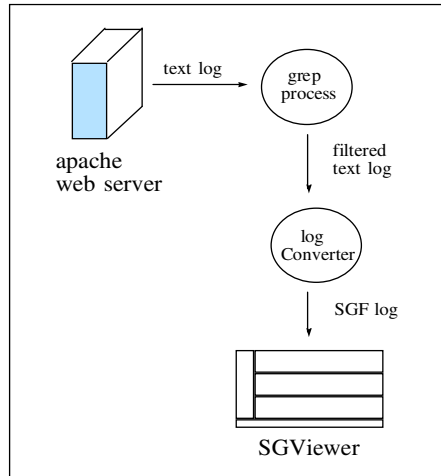 text log
grep
process
apache
web server
filtered
text log
log
Converter
SGF log
SGViewer